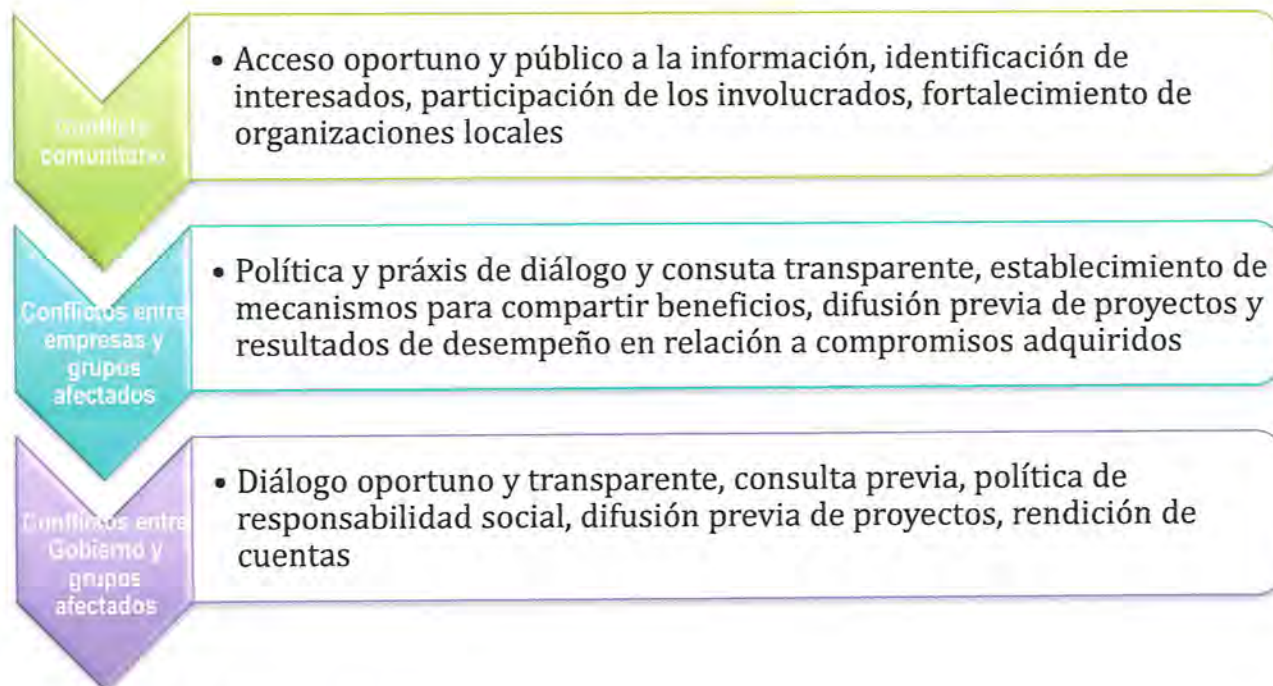 Conflicto
comunitario
• Acceso oportuno y público a la información, identificación de
interesados, participación de los involucrados, fortalecimiento de
organizaciones locales
Conflictos entre
empresas y
grupos
afectados
• Política y práxis de diálogo y consuta transparente, establecimiento de
mecanismos para compartir beneficios, difusión previa de proyectos y
resultados de desempeño en relación a compromisos adquiridos
Conflictos entre
Gobierno y
grupos
afectados
• Diálogo oportuno y transparente, consulta previa, política de
responsabilidad social, difusión previa de proyectos, rendición de
cuentas